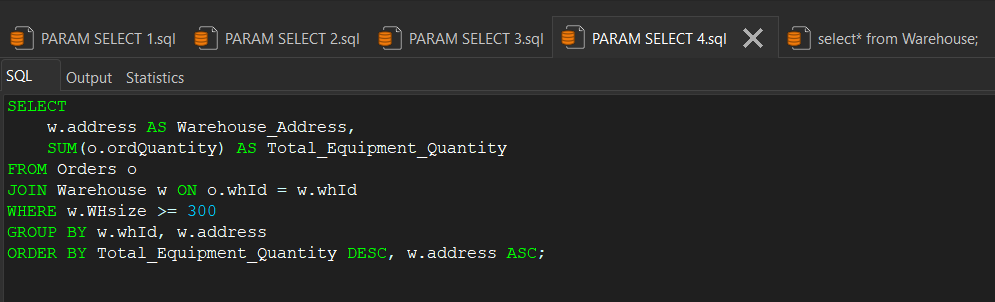 PARAM SELECT 1.sql PARAM SELECT 2.sql PARAM SELECT 3.sql PARAM SELECT 4.sql select* from Warehouse;
SQL Output Statistics
SELECT
    w.address AS Warehouse_Address,
    SUM(o.ordQuantity) AS Total_Equipment_Quantity
FROM Orders o
JOIN Warehouse w ON o.whId = w.whId
WHERE w.WHsize >= 300
GROUP BY w.whId, w.address
ORDER BY Total_Equipment_Quantity DESC, w.address ASC;